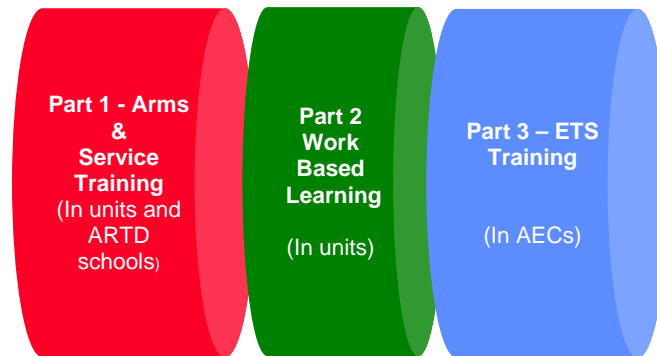 Part 1 - Arms
&
Service
Training
(In units and
ARTD
schools)
Part 2
Work
Based
Learning
(In units)
Part 3 – ETS
Training
(In AECs)